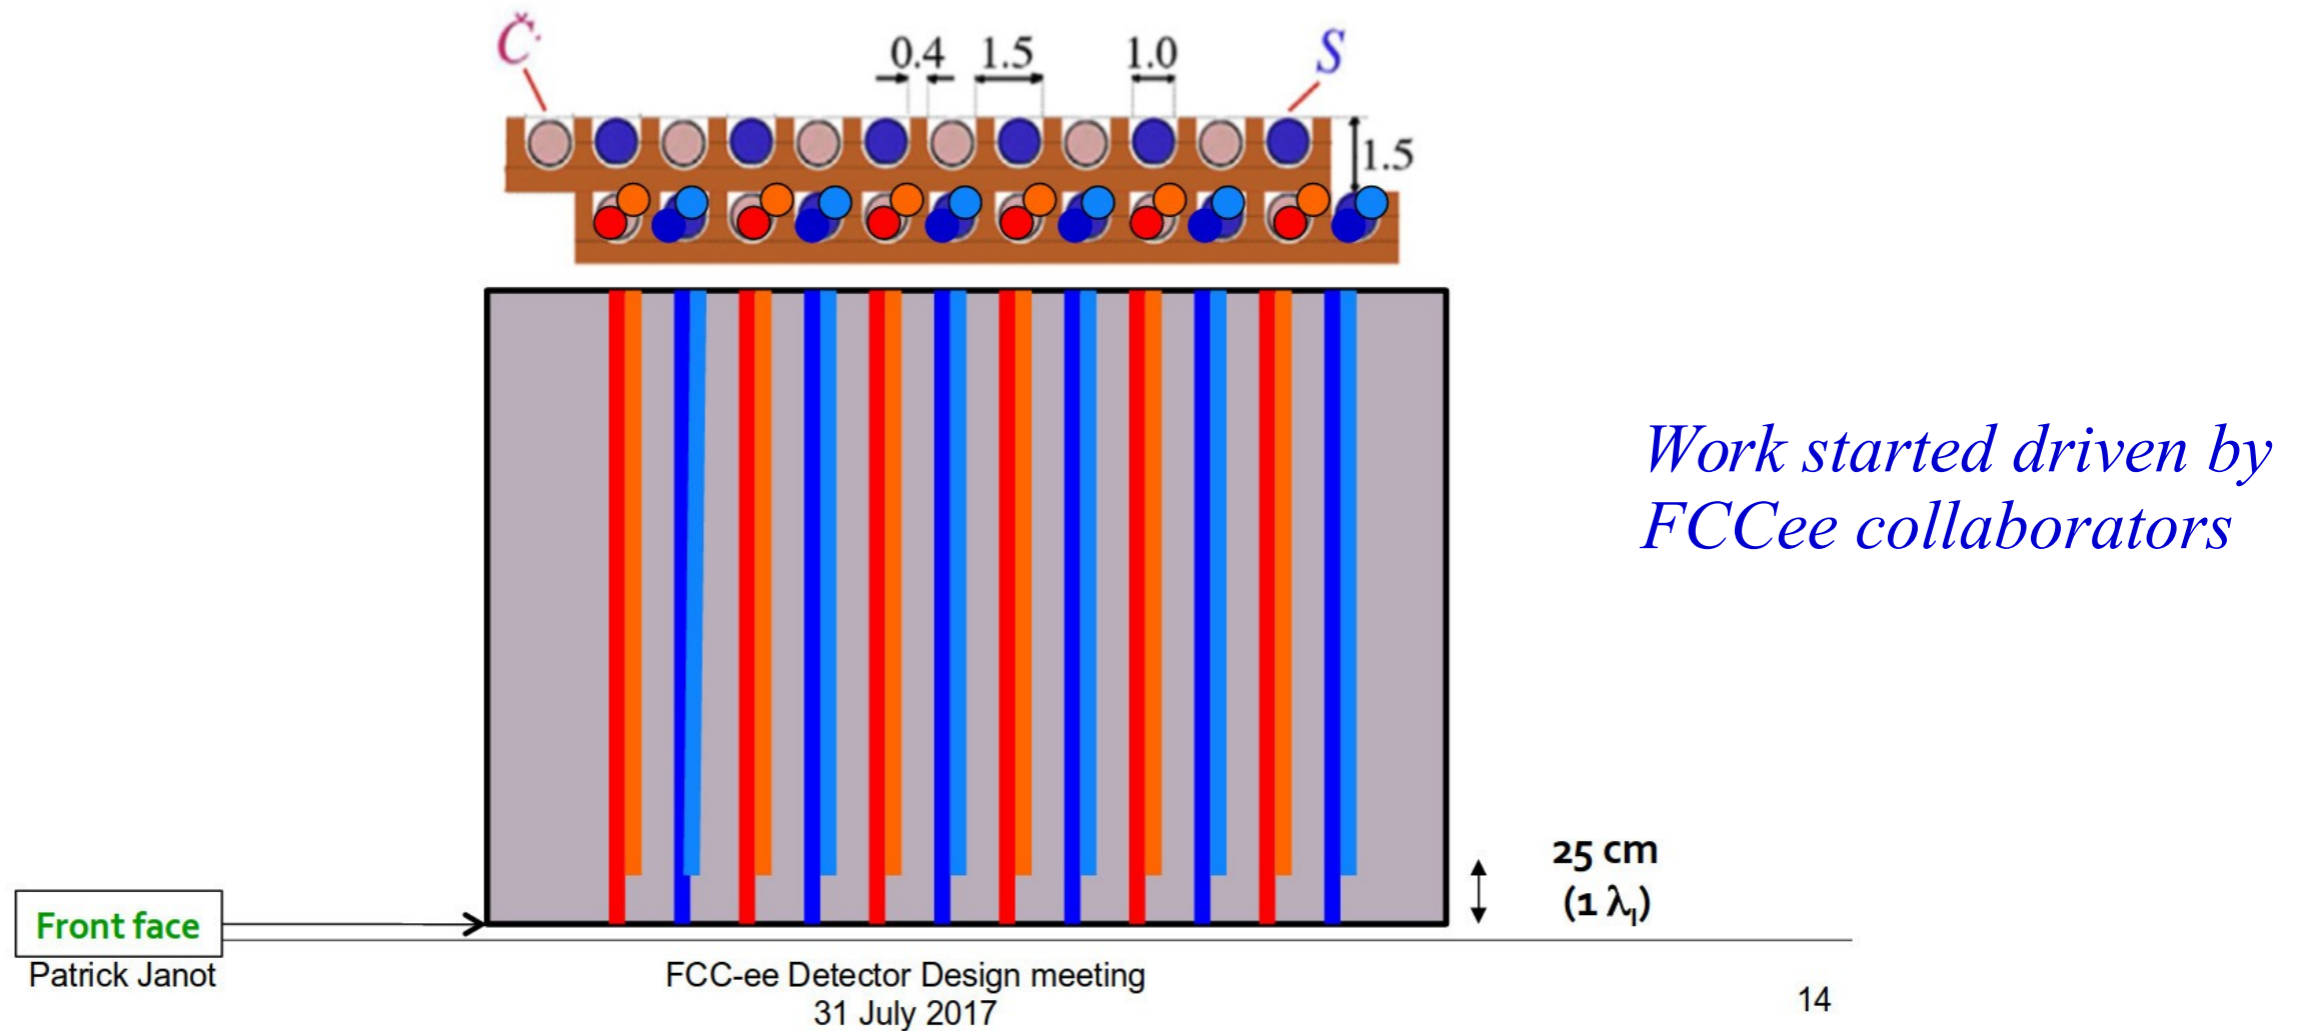 Č
0.4 1.5 1.0
S
1.5
Work started driven by
FCCee collaborators
25 cm
(1 λI)
Front face
Patrick Janot
FCC-ee Detector Design meeting
31 July 2017
14